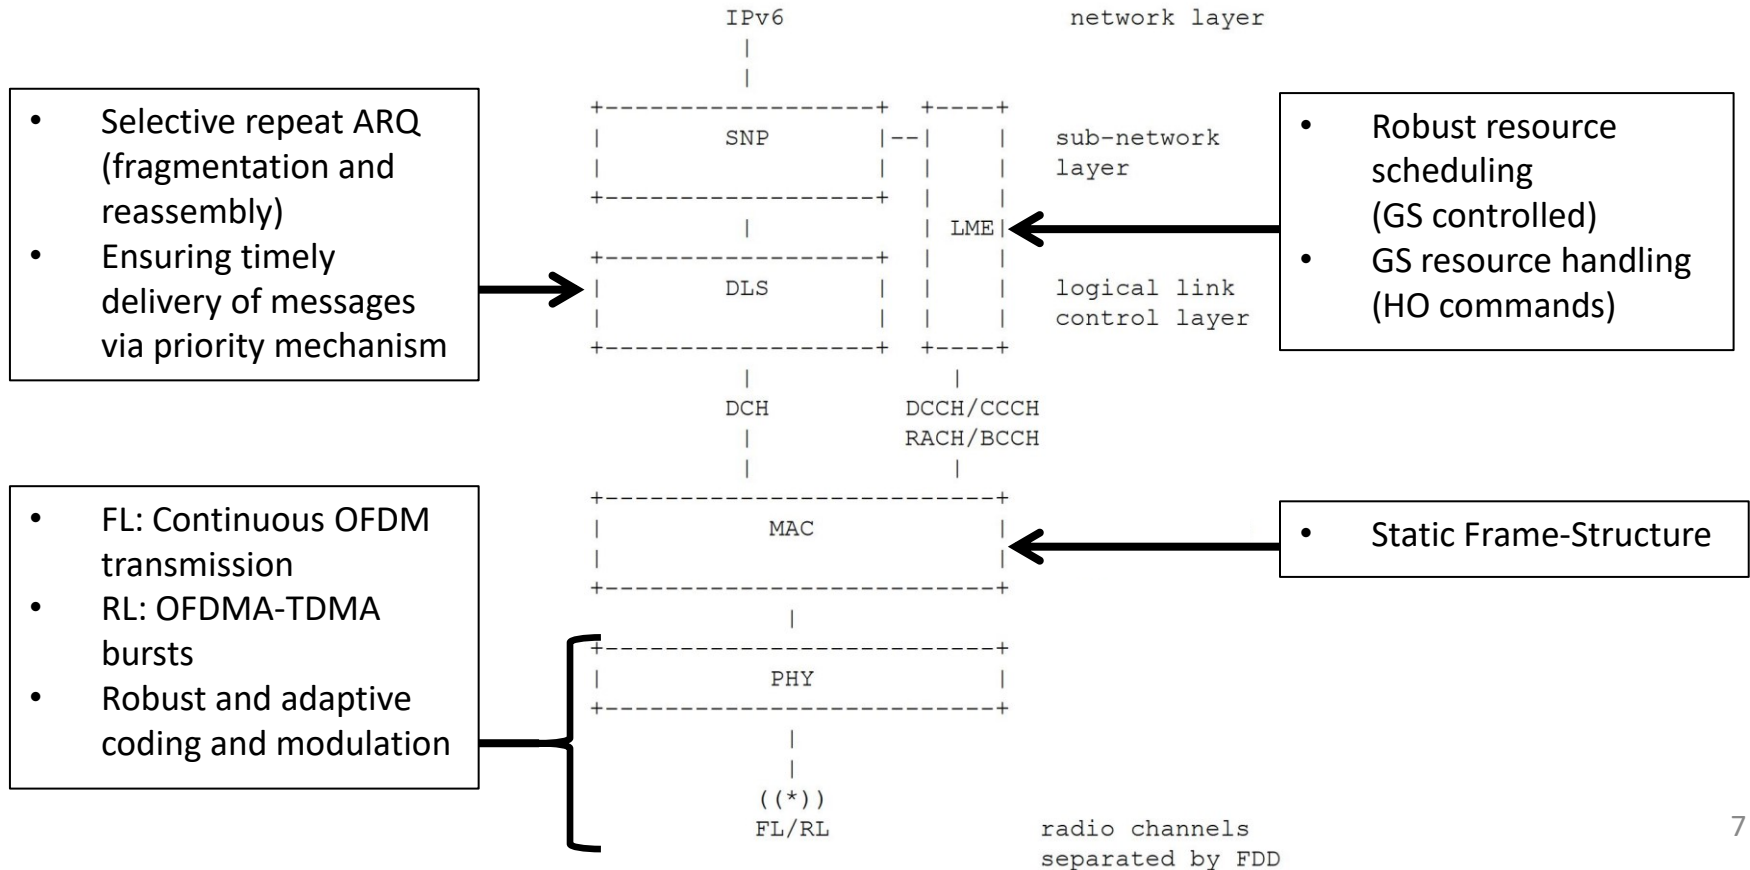 IPv6 network layer
• Selective repeat ARQ
(fragmentation and
reassembly)
• Ensuring timely
delivery of messages
via priority mechanism
SNP
sub-network
layer
LME
DLS
logical link
control layer
• Robust resource
scheduling
(GS controlled)
• GS resource handling
(HO commands)
DCH DCCH/CCCH
RACH/BCCH
• FL: Continuous OFDM
transmission
• RL: OFDMA-TDMA
bursts
• Robust and adaptive
coding and modulation
MAC
• Static Frame-Structure
PHY
((*))
FL/RL
radio channels
separated by FDD
7